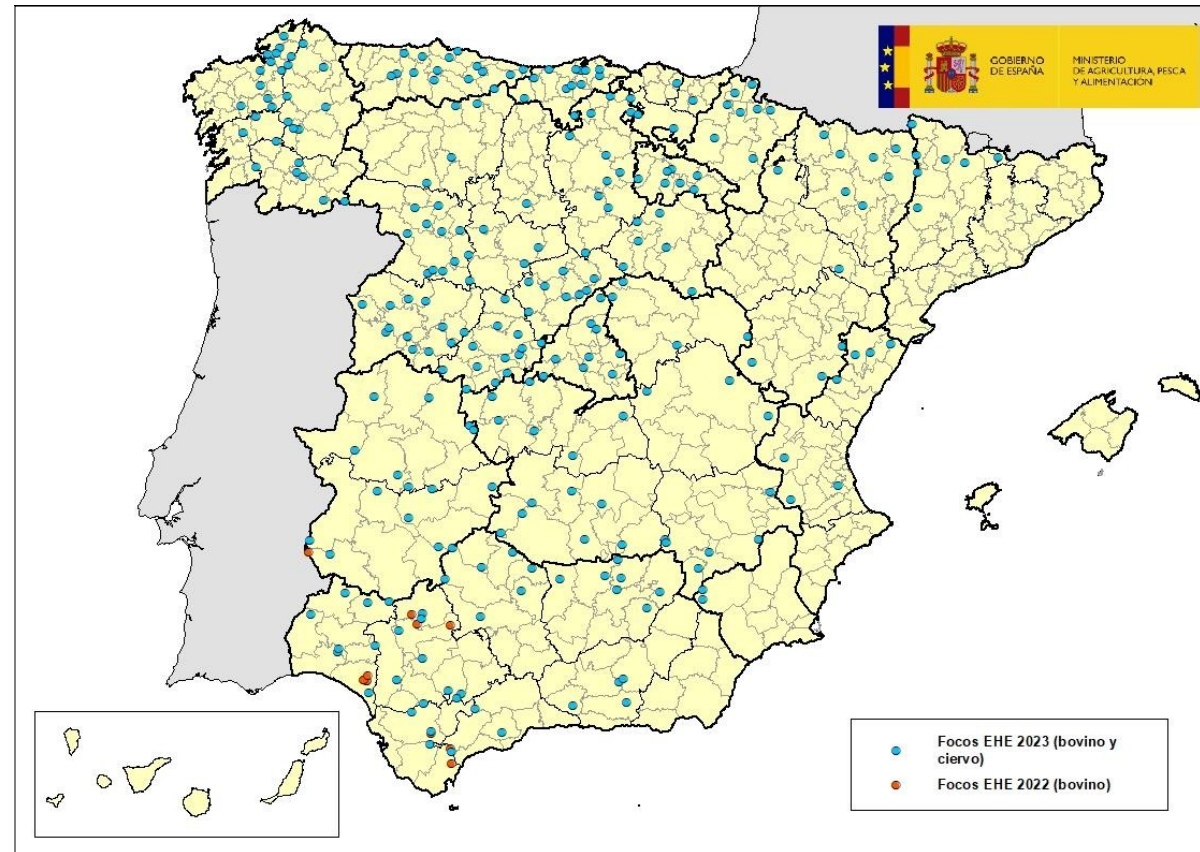 GOBIERNO
DE ESPAÑA
MINISTERIO
DE AGRICULTURA, PESCA
Y ALIMENTACIÓN
Focos EHE 2023 (bovino y
ciervo)
Focos EHE 2022 (bovino)